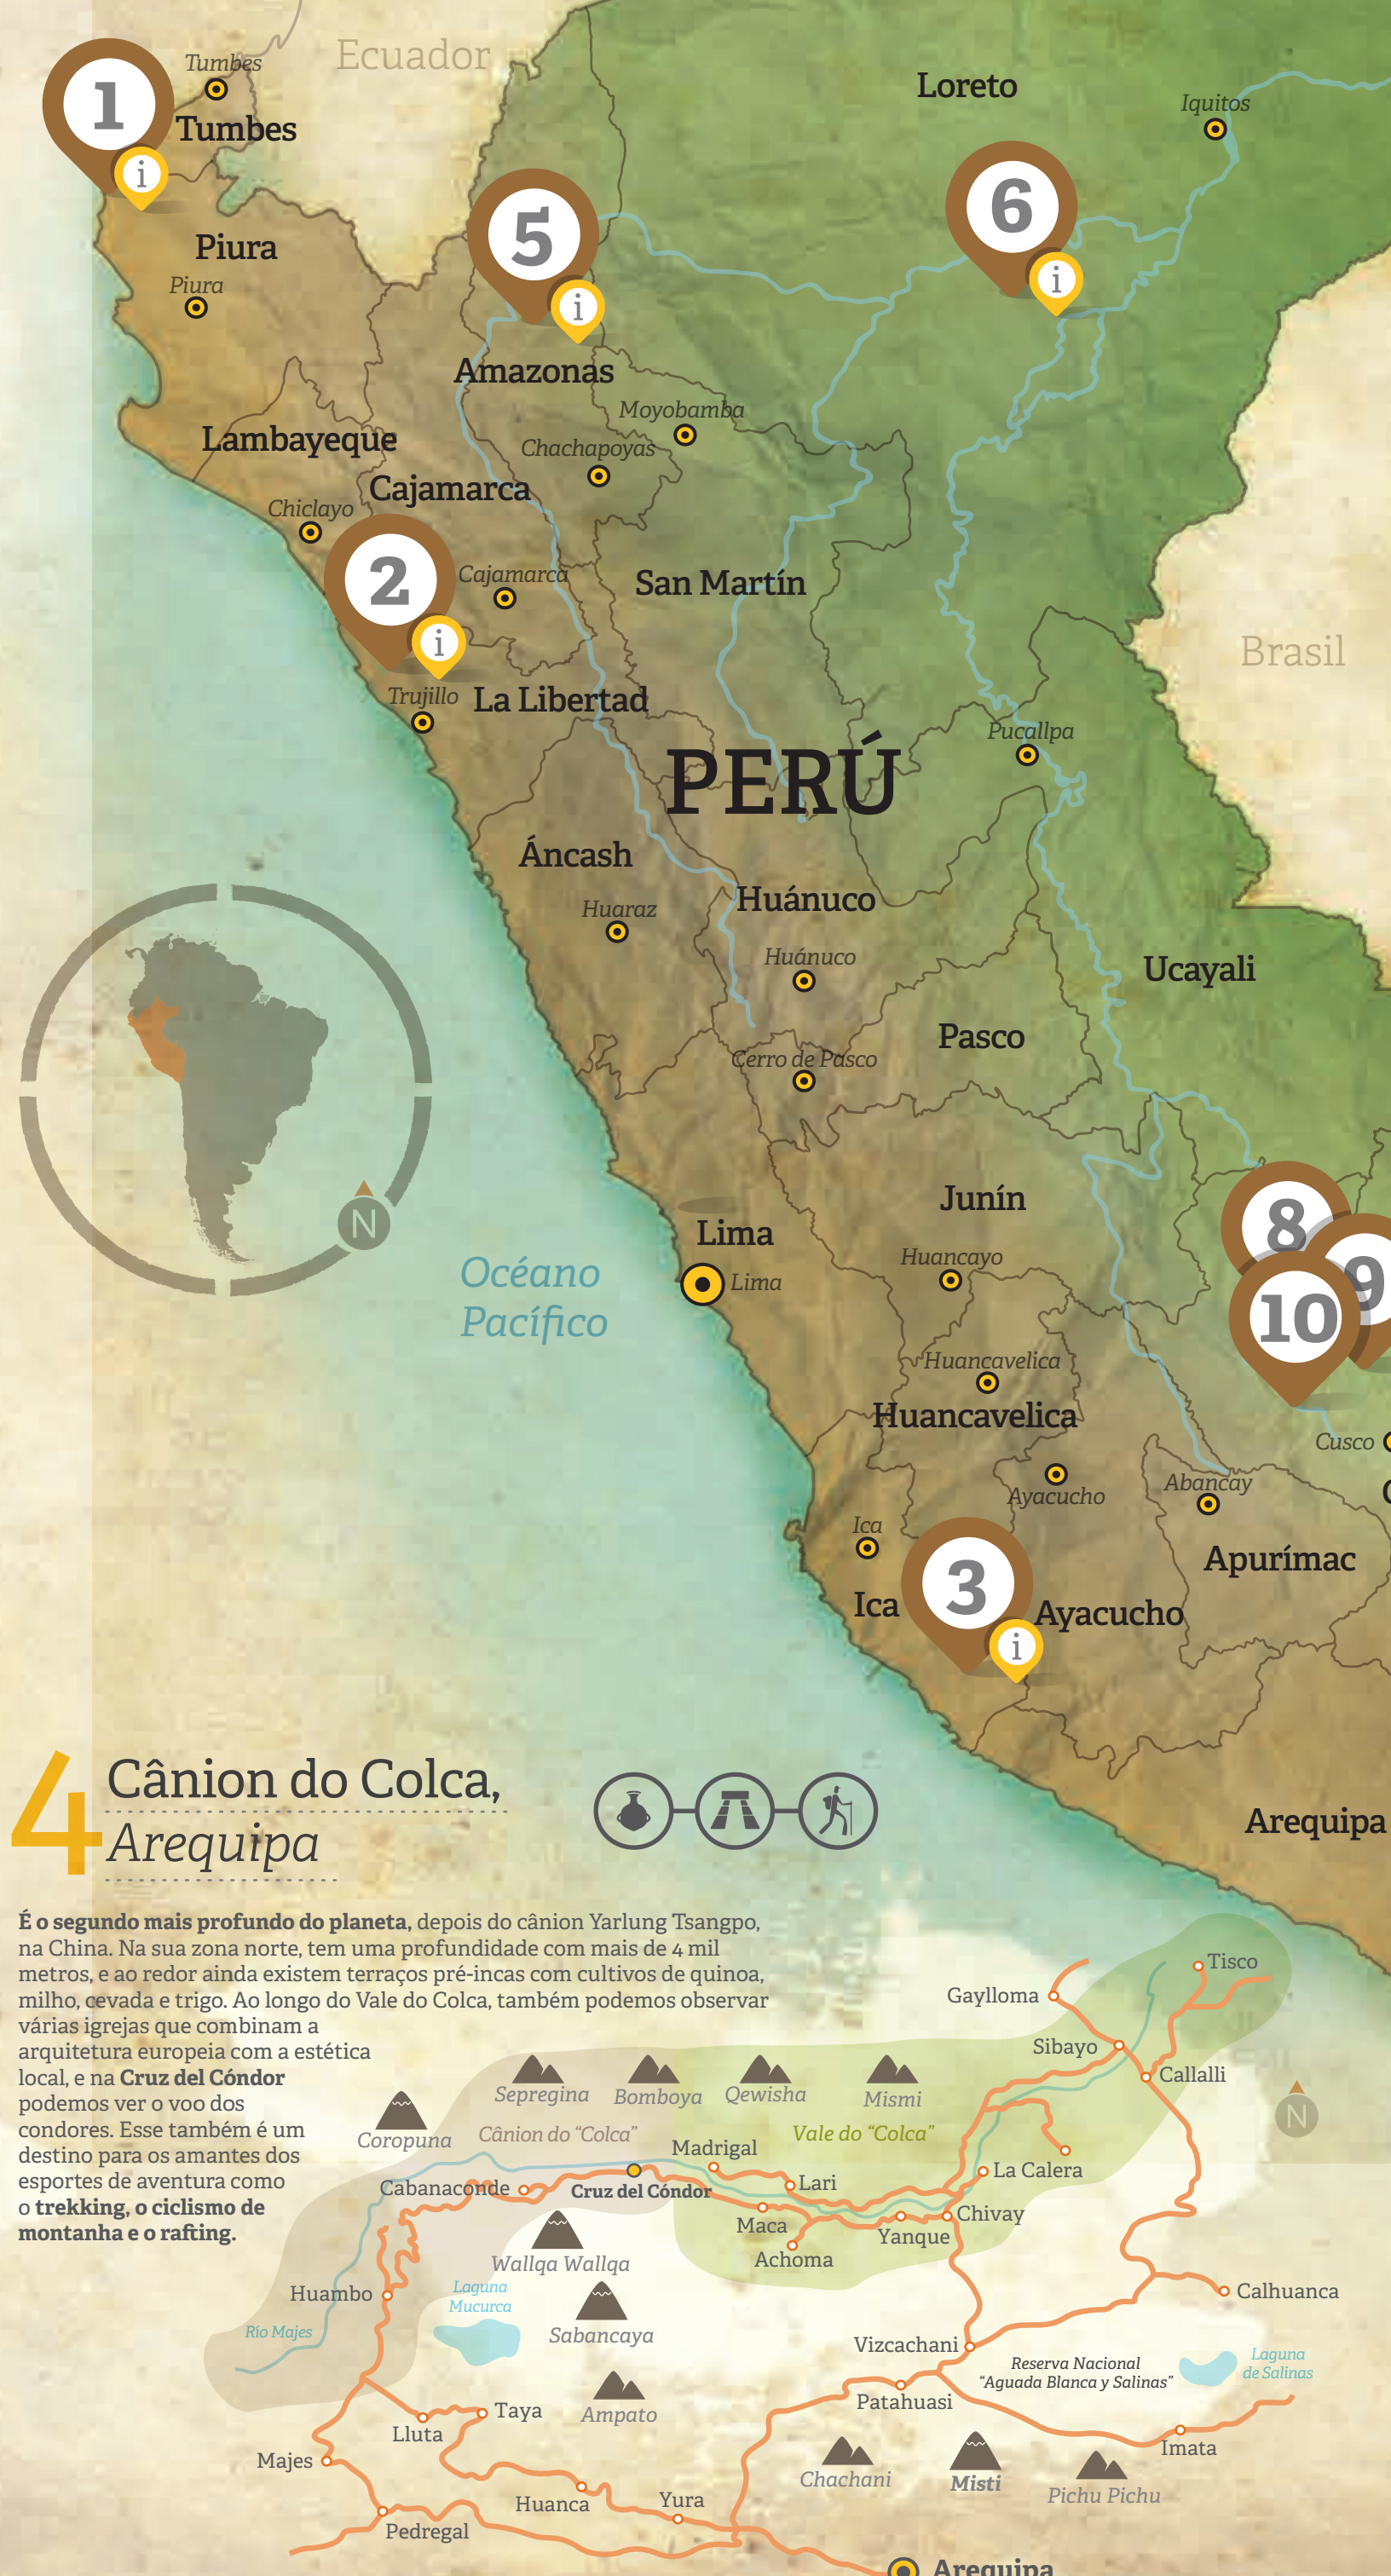 Ecuador
Tumbes
1
Tumbes
i
Loreto
Iquitos
5
i
6
i
Piura
Piura
Amazonas
Moyobamba
Lambayeque
Chachapoyas
Cajamarca
Chiclayo
2
i
Cajamarca
San Martín
Brasil
Trujillo
La Libertad
Pucallpa
PERÚ
Áncash
Huánuco
Huaraz
Huánuco
Ucayali
Pasco
Cerro de Pasco
N
Junín
Lima
Lima
Huancayo
Océano
Pacífico
8
9
10
Huancavelica
Huancavelica
Cusco
Ayacucho
Abancay
Ica
Apurímac
3
i
Ica
Ayacucho
Arequipa
4
Cânion do Colca,
Arequipa
É o segundo mais profundo do planeta, depois do cânion Yarlung Tsangpo,
na China. Na sua zona norte, tem uma profundidade com mais de 4 mil
metros, e ao redor ainda existem terraços pré-incas com cultivos de quinoa,
milho, cevada e trigo. Ao longo do Vale do Colca, também podemos observar
várias igrejas que combinam a
arquitetura europeia com a estética
local, e na Cruz del Cóndor
podemos ver o voo dos
condores. Esse também é um
destino para os amantes dos
esportes de aventura como
o trekking, o ciclismo de
montanha e o rafting.
Tisco
Gaylloma
Sibayo
Callalli
N
Sepregina
Bomboya
Qewisha
Mismi
Coropuna
Cânion do “Colca”
Vale do “Colca”
Madrigal
La Calera
Cabanaconde
Cruz del Cóndor
Lari
Maca
Chivay
Yanque
Achoma
Wallqa Wallqa
Huambo
Laguna
Mucurca
Calhuanca
Río Majes
Sabancaya
Vizcachani
Reserva Nacional
“Aguada Blanca y Salinas”
Laguna
de Salinas
Patahuasi
Taya
Ampato
Lluta
Imata
Majes
Chachani
Misti
Pichu Pichu
Huanca
Yura
Pedregal
Arequipa